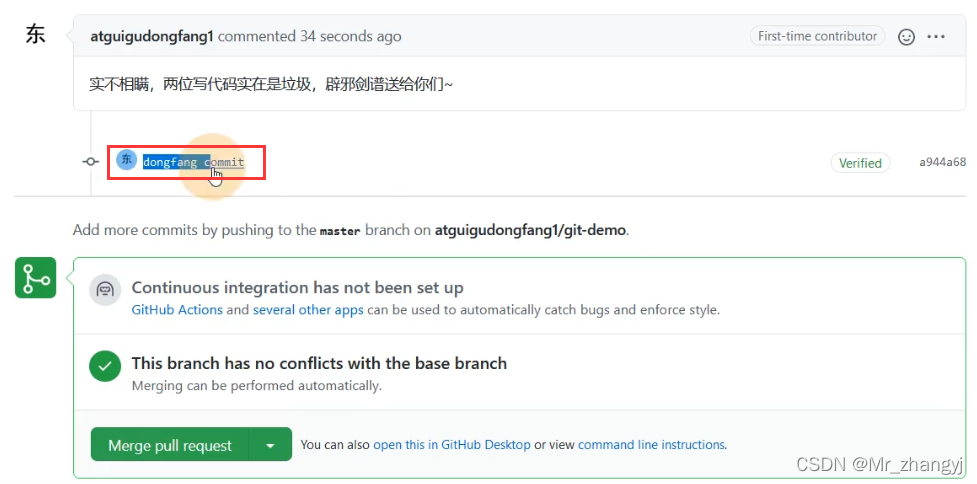 东
atguigudongfang1 commented 34 seconds ago First-time contributor
实不相瞒，两位写代码实在是垃圾，辟邪剑谱送给你们~
东 dongfang commit Verified a944a68
Add more commits by pushing to the master branch on atguigudongfang1/git-demo.
Continuous integration has not been set up
GitHub Actions and several other apps can be used to automatically catch bugs and enforce style.
This branch has no conflicts with the base branch
Merging can be performed automatically.
Merge pull request You can also open this in GitHub Desktop or view command line instructions.
CSDN @Mr_zhangyj